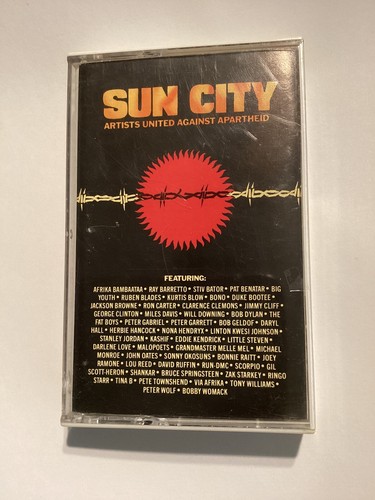 SUN CITY
ARTISTS UNITED AGAINST APARTHEID
FEATURING:
AFRIKA BAMBAATAA • RAY BARRETTO • STIV BATOR • PAT BENATAR • BIG
YOUTH • RUBEN BLADES • KURTIS BLOW • BONO • DUKE BOOTEE •
JACKSON BROWNE • RON CARTER • CLARENCE CLEMONS • JIMMY CLIFF •
GEORGE CLINTON • MILES DAVIS • WILL DOWNING • BOB DYLAN • THE
FAT BOYS • PETER GABRIEL • PETER GARRETT • BOB GELDOF • DARYL
HALL • HERBIE HANCOCK • NONA HENDRYX • LINTON KWESI JOHNSON •
STANLEY JORDAN • KASHIF • EDDIE KENDRICK • LITTLE STEVEN •
DARLENE LOVE • MALOPOETS • GRANDMASTER MELLE MEL • MICHAEL
MONROE • JOHN OATES • SONNY OKOSUNS • BONNIE RAITT • JOEY
RAMONE • LOU REED • DAVID RUFFIN • RUN-DMC • SCORPIO • GIL
SCOTT-HERON • SHANKAR • BRUCE SPRINGSTEEN • ZAK STARKEY • RINGO
STARR • TINA B • PETE TOWNSHEND • VIA AFRIKA • TONY WILLIAMS •
PETER WOLF • BOBBY WOMACK